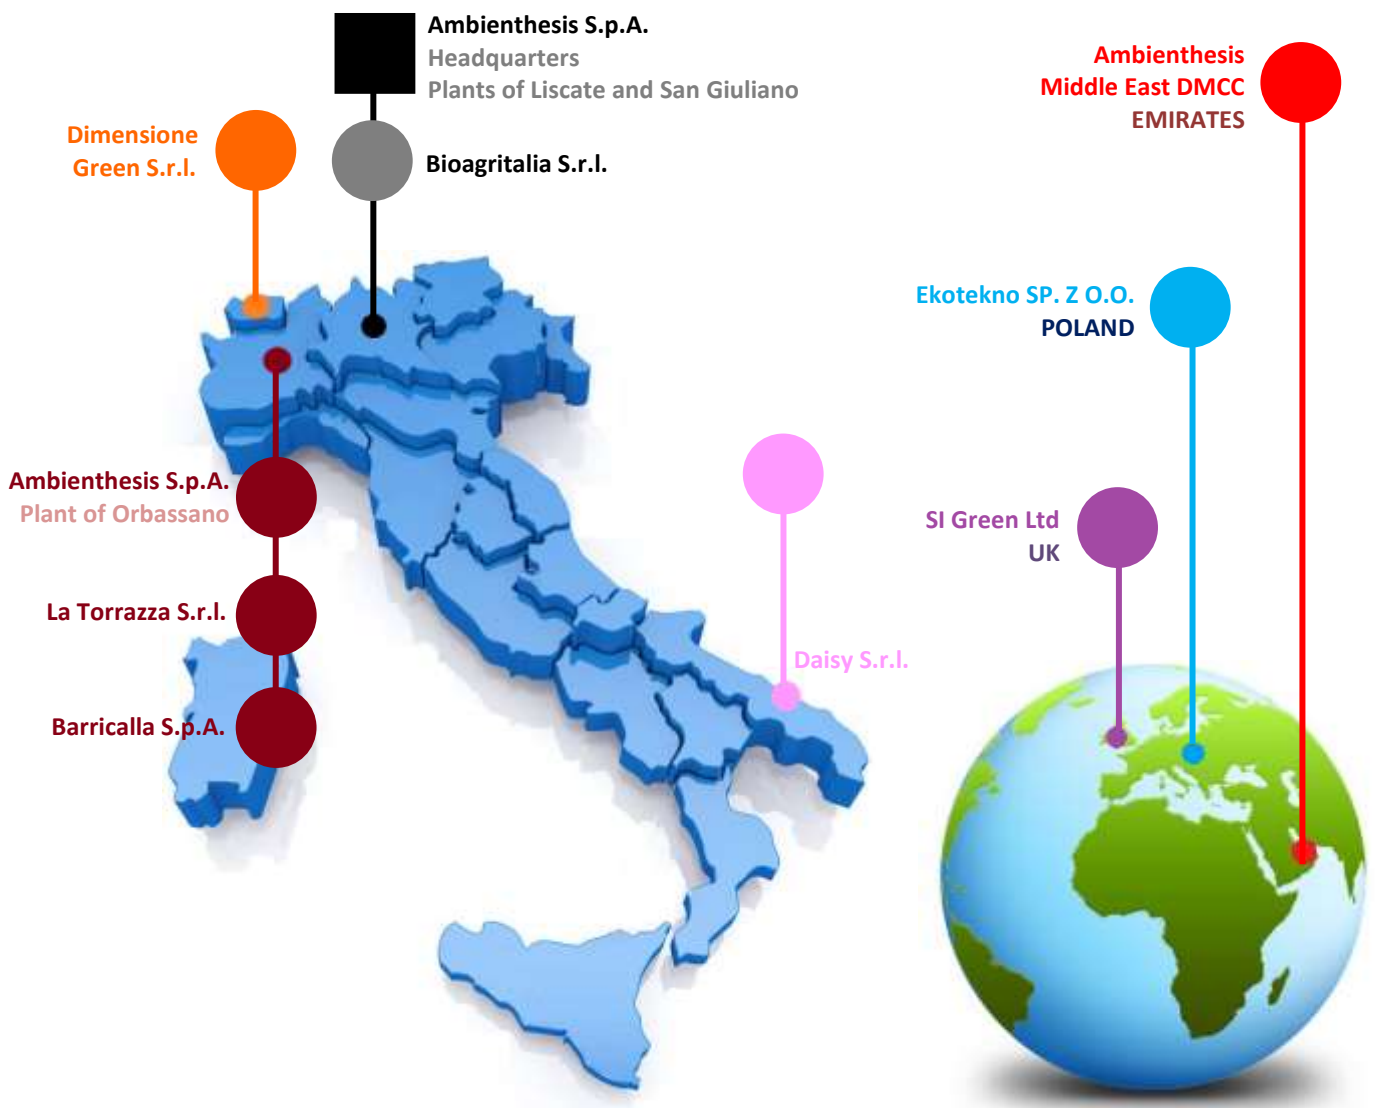 Ambienthesis S.p.A.
Headquarters
Plants of Liscate and San Giuliano
Dimensione
Green S.r.l.
Bioagritalia S.r.l.
Ambienthesis
Middle East DMCC
EMIRATES
Ekotekno SP. Z O.O.
POLAND
Ambienthesis S.p.A.
Plant of Orbassano
SI Green Ltd
UK
La Torrazza S.r.l.
Daisy S.r.l.
Barricalla S.p.A.